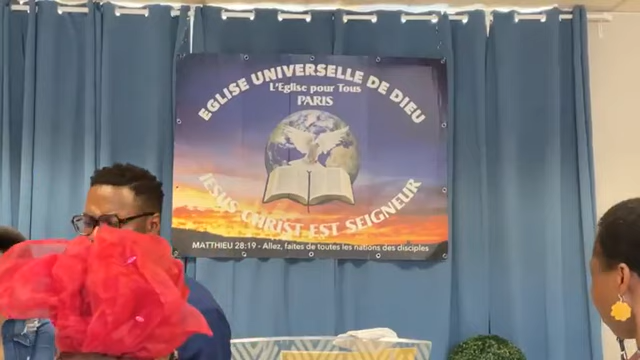 EGLISE UNIVERSELLE DE DIEU
L'Eglise pour Tous
PARIS
JESUS CHRIST EST SEIGNEUR
MATTHIEU 28:19 - Allez, faites de toutes les nations des disciples